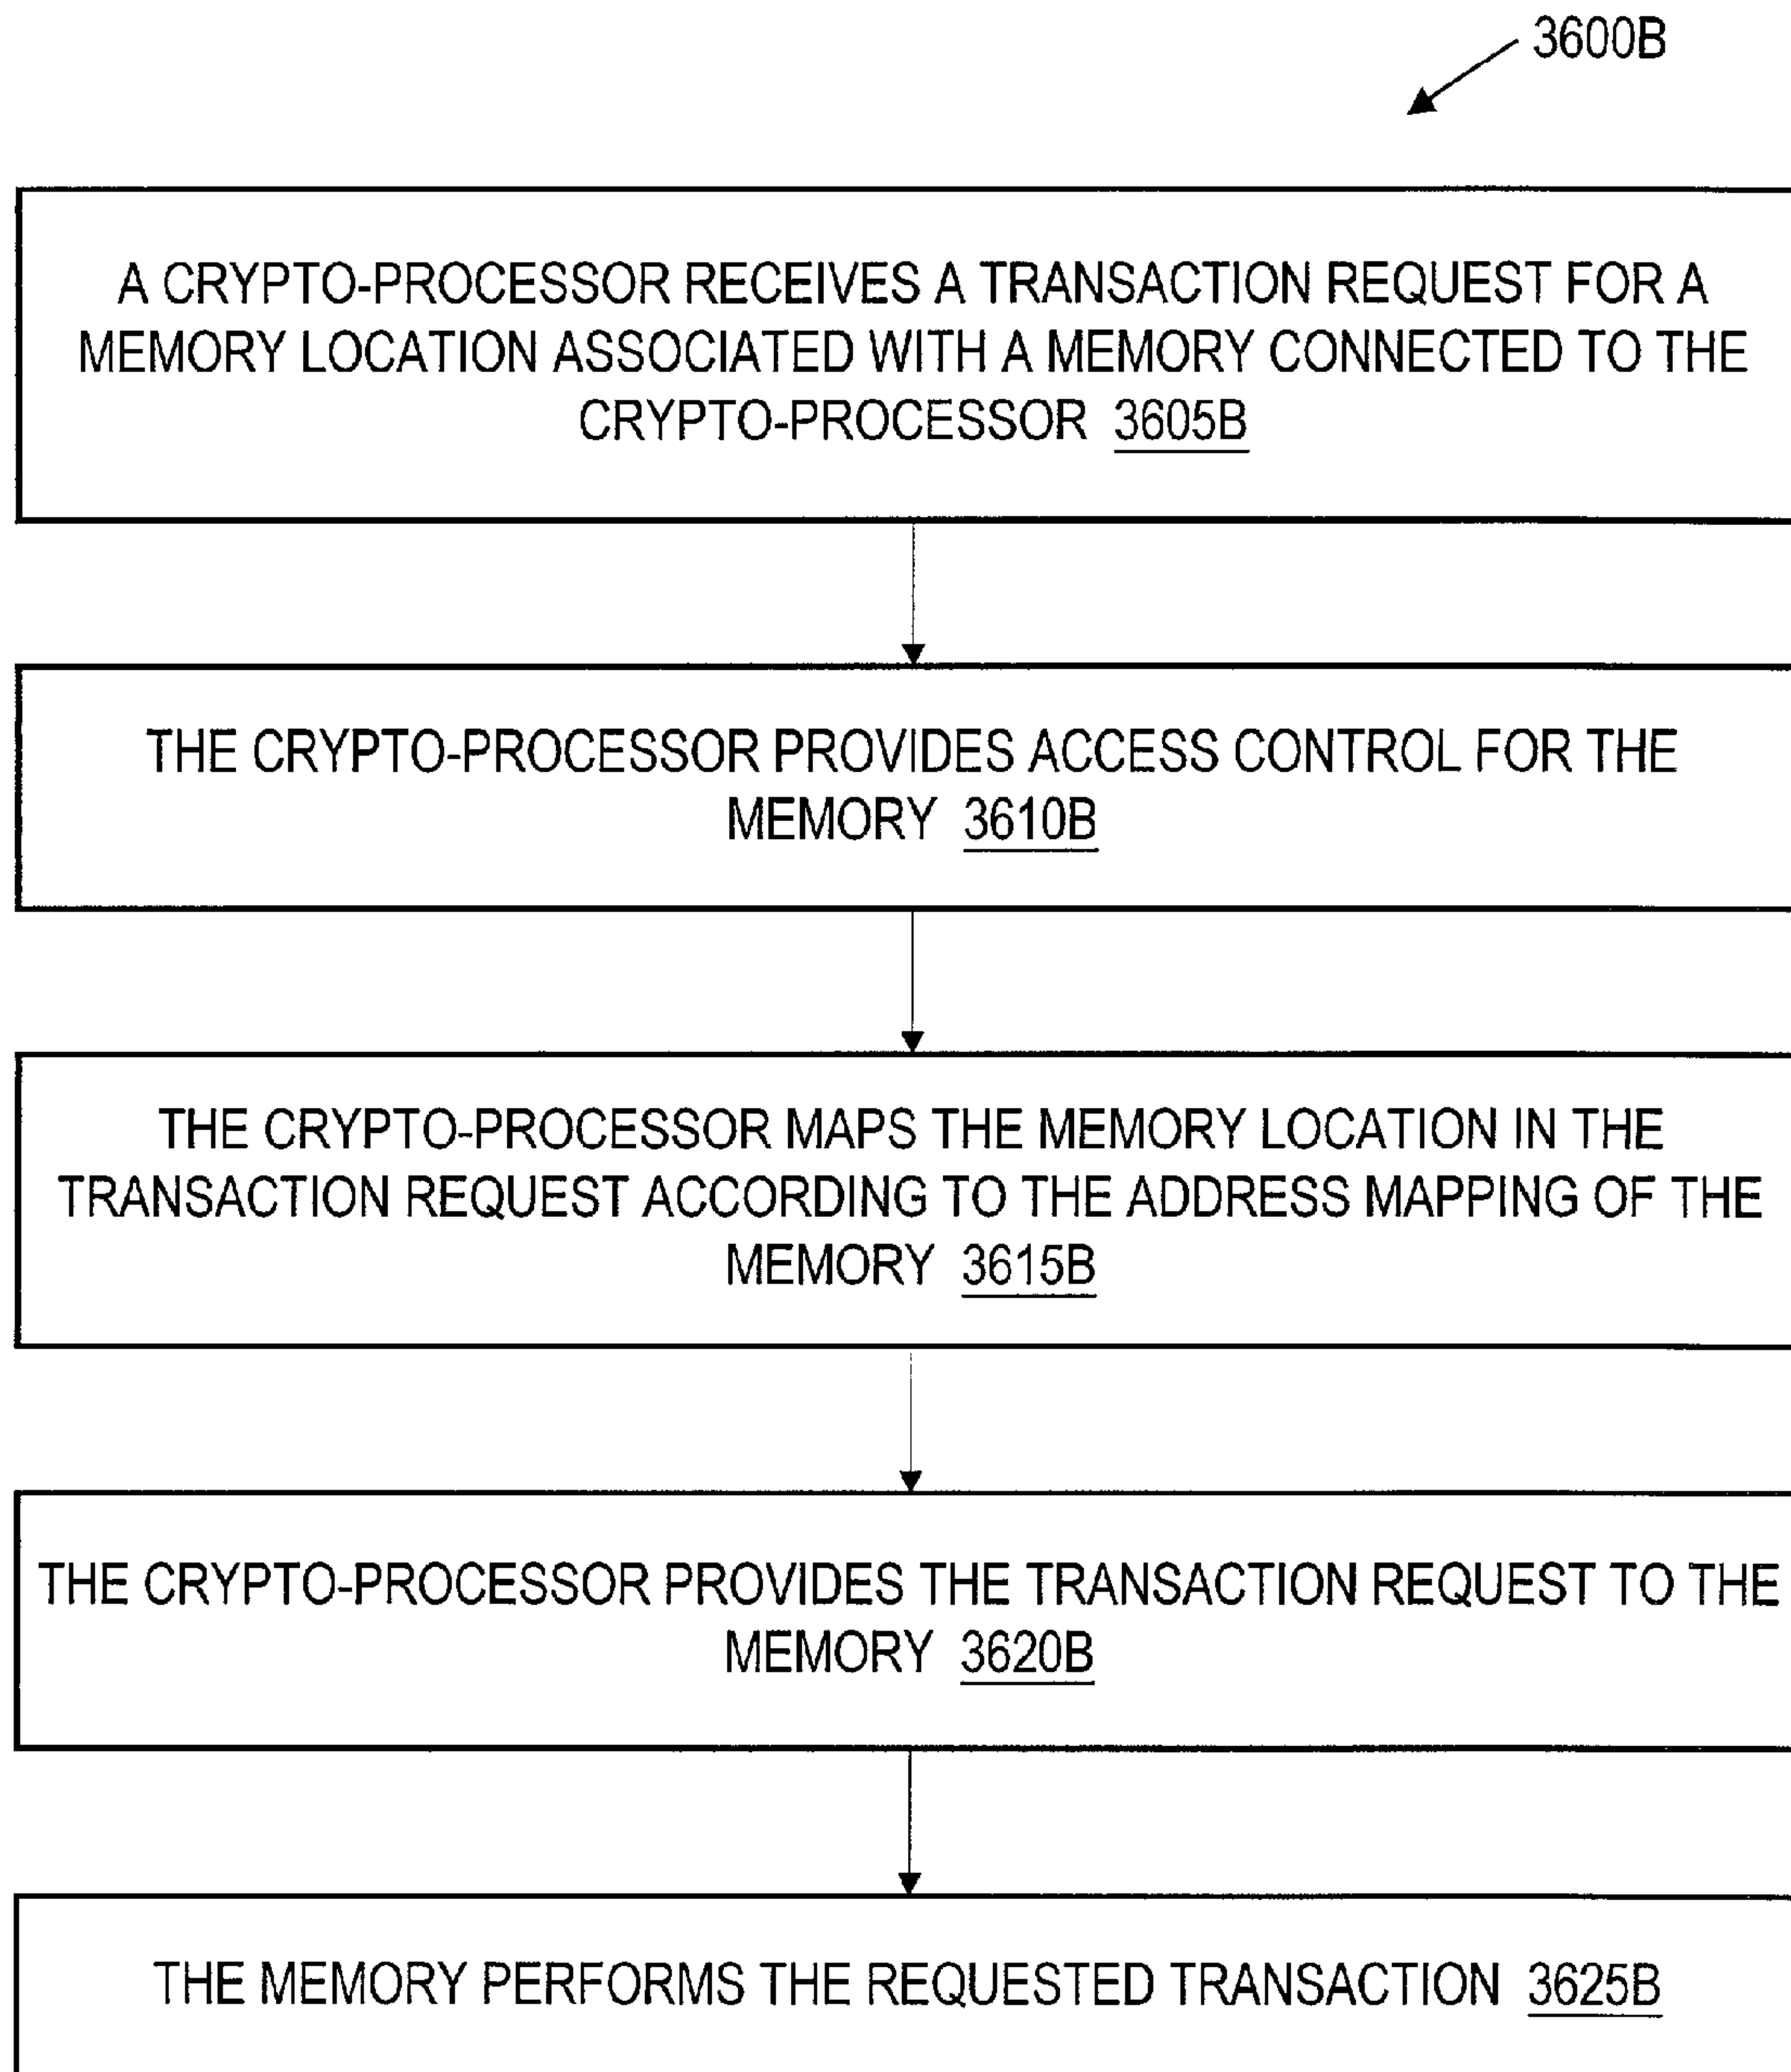 3600B
A CRYPTO-PROCESSOR RECEIVES A TRANSACTION REQUEST FOR A
MEMORY LOCATION ASSOCIATED WITH A MEMORY CONNECTED TO THE
CRYPTO-PROCESSOR 3605B
THE CRYPTO-PROCESSOR PROVIDES ACCESS CONTROL FOR THE
MEMORY 3610B
THE CRYPTO-PROCESSOR MAPS THE MEMORY LOCATION IN THE
TRANSACTION REQUEST ACCORDING TO THE ADDRESS MAPPING OF THE
MEMORY 3615B
THE CRYPTO-PROCESSOR PROVIDES THE TRANSACTION REQUEST TO THE
MEMORY 3620B
THE MEMORY PERFORMS THE REQUESTED TRANSACTION 3625B